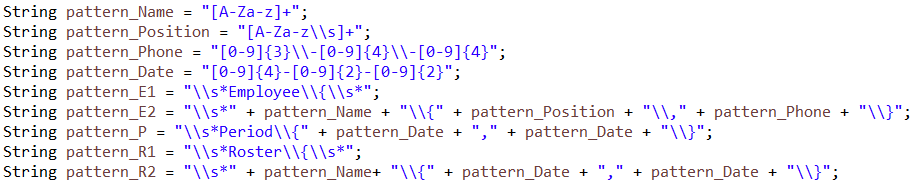 String pattern_Name = "[A-Za-z]+";
String pattern_Position = "[A-Za-z\\s]+";
String pattern_Phone = "[0-9]{3}\\-[0-9]{4}\\-[0-9]{4}";
String pattern_Date = "[0-9]{4}-[0-9]{2}-[0-9]{2}";
String pattern_E1 = "\\s*Employee\\{\\s*";
String pattern_E2 = "\\s*" + pattern_Name + "\\{" + pattern_Position + "\\," + pattern_Phone + "\\}";
String pattern_P = "\\s*Period\\{" + pattern_Date + "," + pattern_Date + "\\}";
String pattern_R1 = "\\s*Roster\\{\\s*";
String pattern_R2 = "\\s*" + pattern_Name+ "\\{" + pattern_Date + "," + pattern_Date + "\\}";